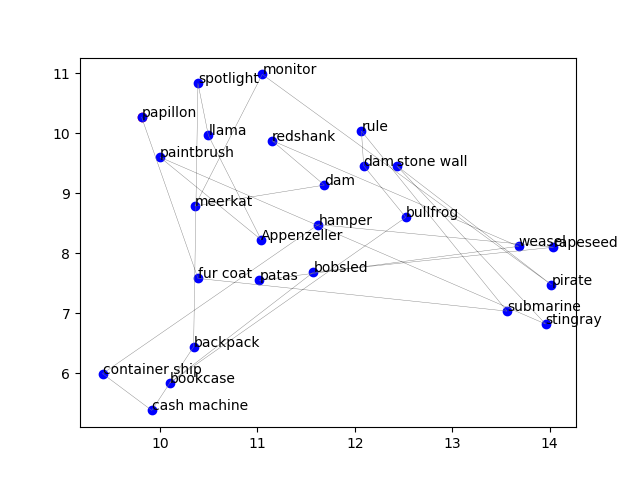 11
monitor
spotlight
papillon
llama
rule
10
redshank
paintbrush
dam
stone wall
dam
9
meerkat
bullfrog
hamper
Appenzeller
weasel
rapeseed
8
bobsled
fur coat
patas
pirate
7
submarine
stingray
backpack
6
container ship
bookcase
cash machine
10
11
12
13
14